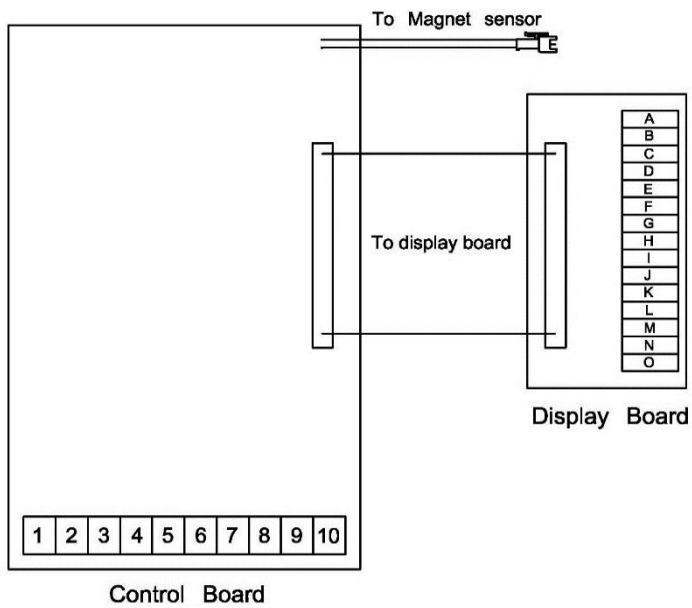 To Magnet sensor
A
B
C
D
E
F
G
H
I
J
K
L
M
N
O
To display board
Display Board
1 2 3 4 5 6 7 8 9 10
Control Board